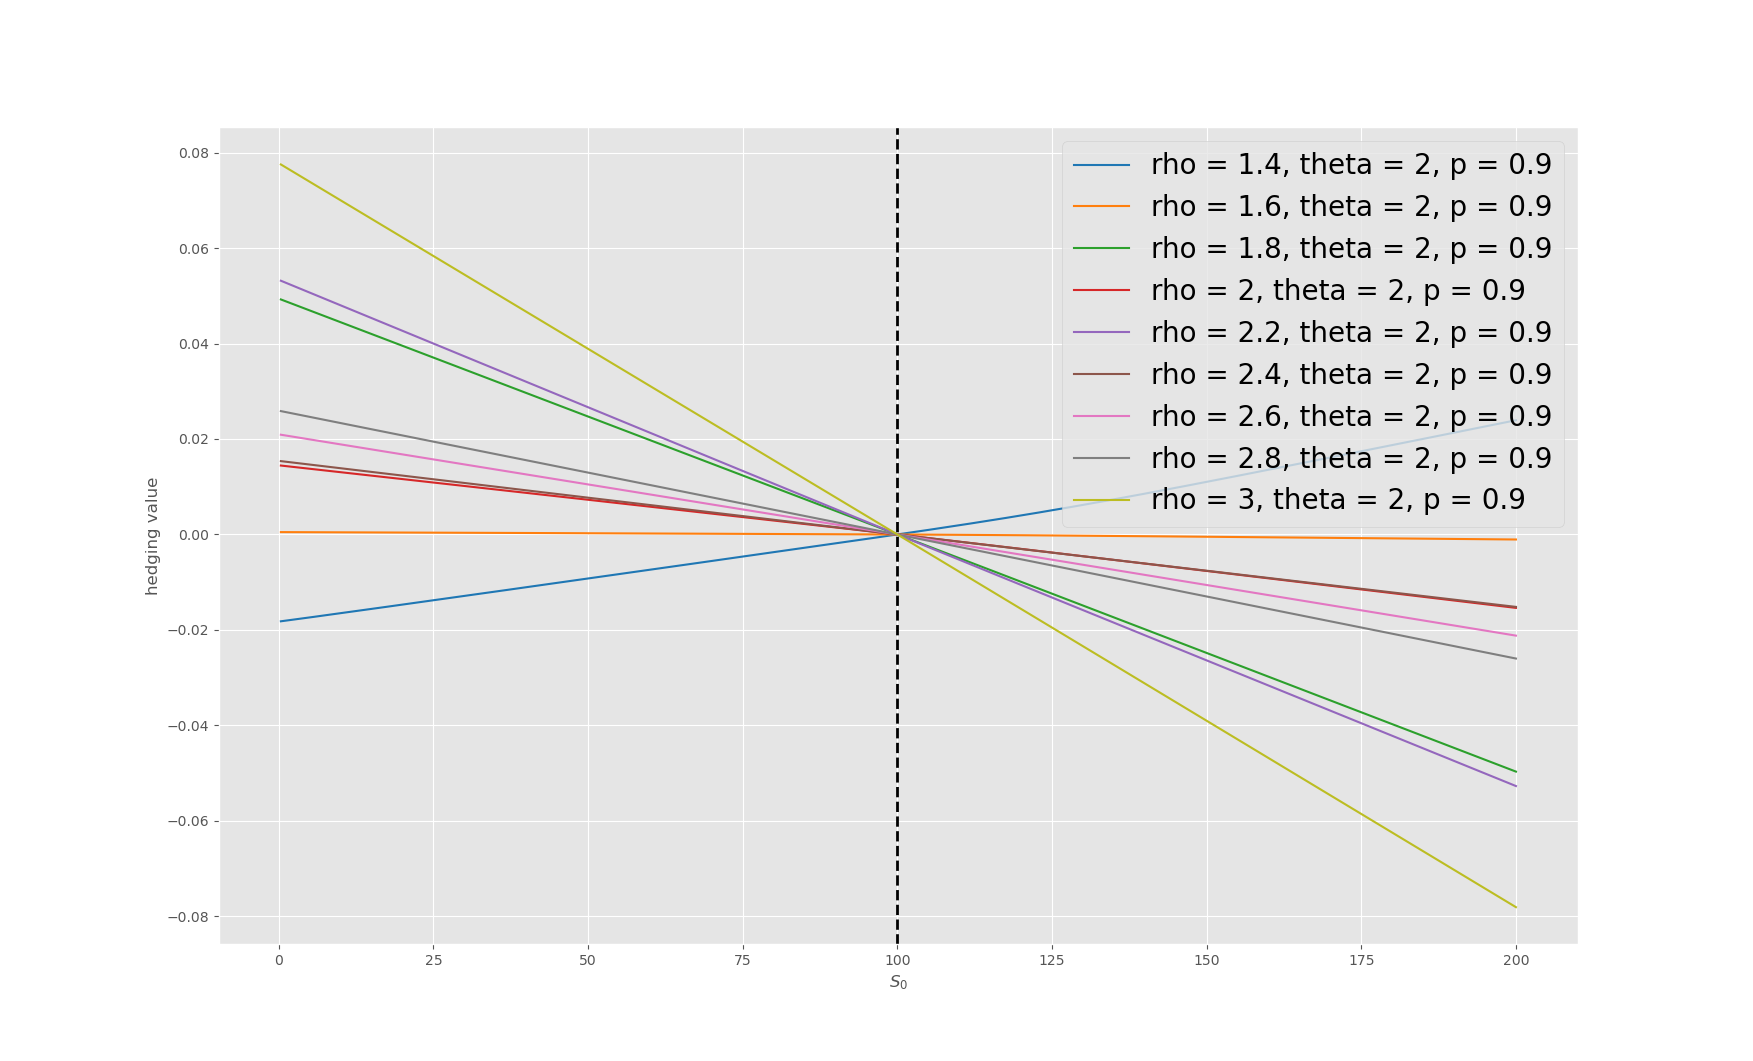 0.08
0.06
0.04
0.02
0.00
−0.02
−0.04
−0.06
−0.08
hedging value
0 25 50 75 100 125 150 175 200
S_0
rho = 1.4, theta = 2, p = 0.9
rho = 1.6, theta = 2, p = 0.9
rho = 1.8, theta = 2, p = 0.9
rho = 2, theta = 2, p = 0.9
rho = 2.2, theta = 2, p = 0.9
rho = 2.4, theta = 2, p = 0.9
rho = 2.6, theta = 2, p = 0.9
rho = 2.8, theta = 2, p = 0.9
rho = 3, theta = 2, p = 0.9